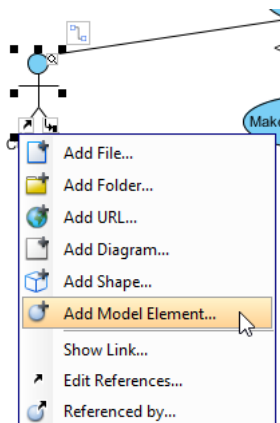 Make
Add File...
Add Folder...
Add URL...
Add Diagram...
Add Shape...
Add Model Element...
Show Link...
Edit References...
Referenced by...